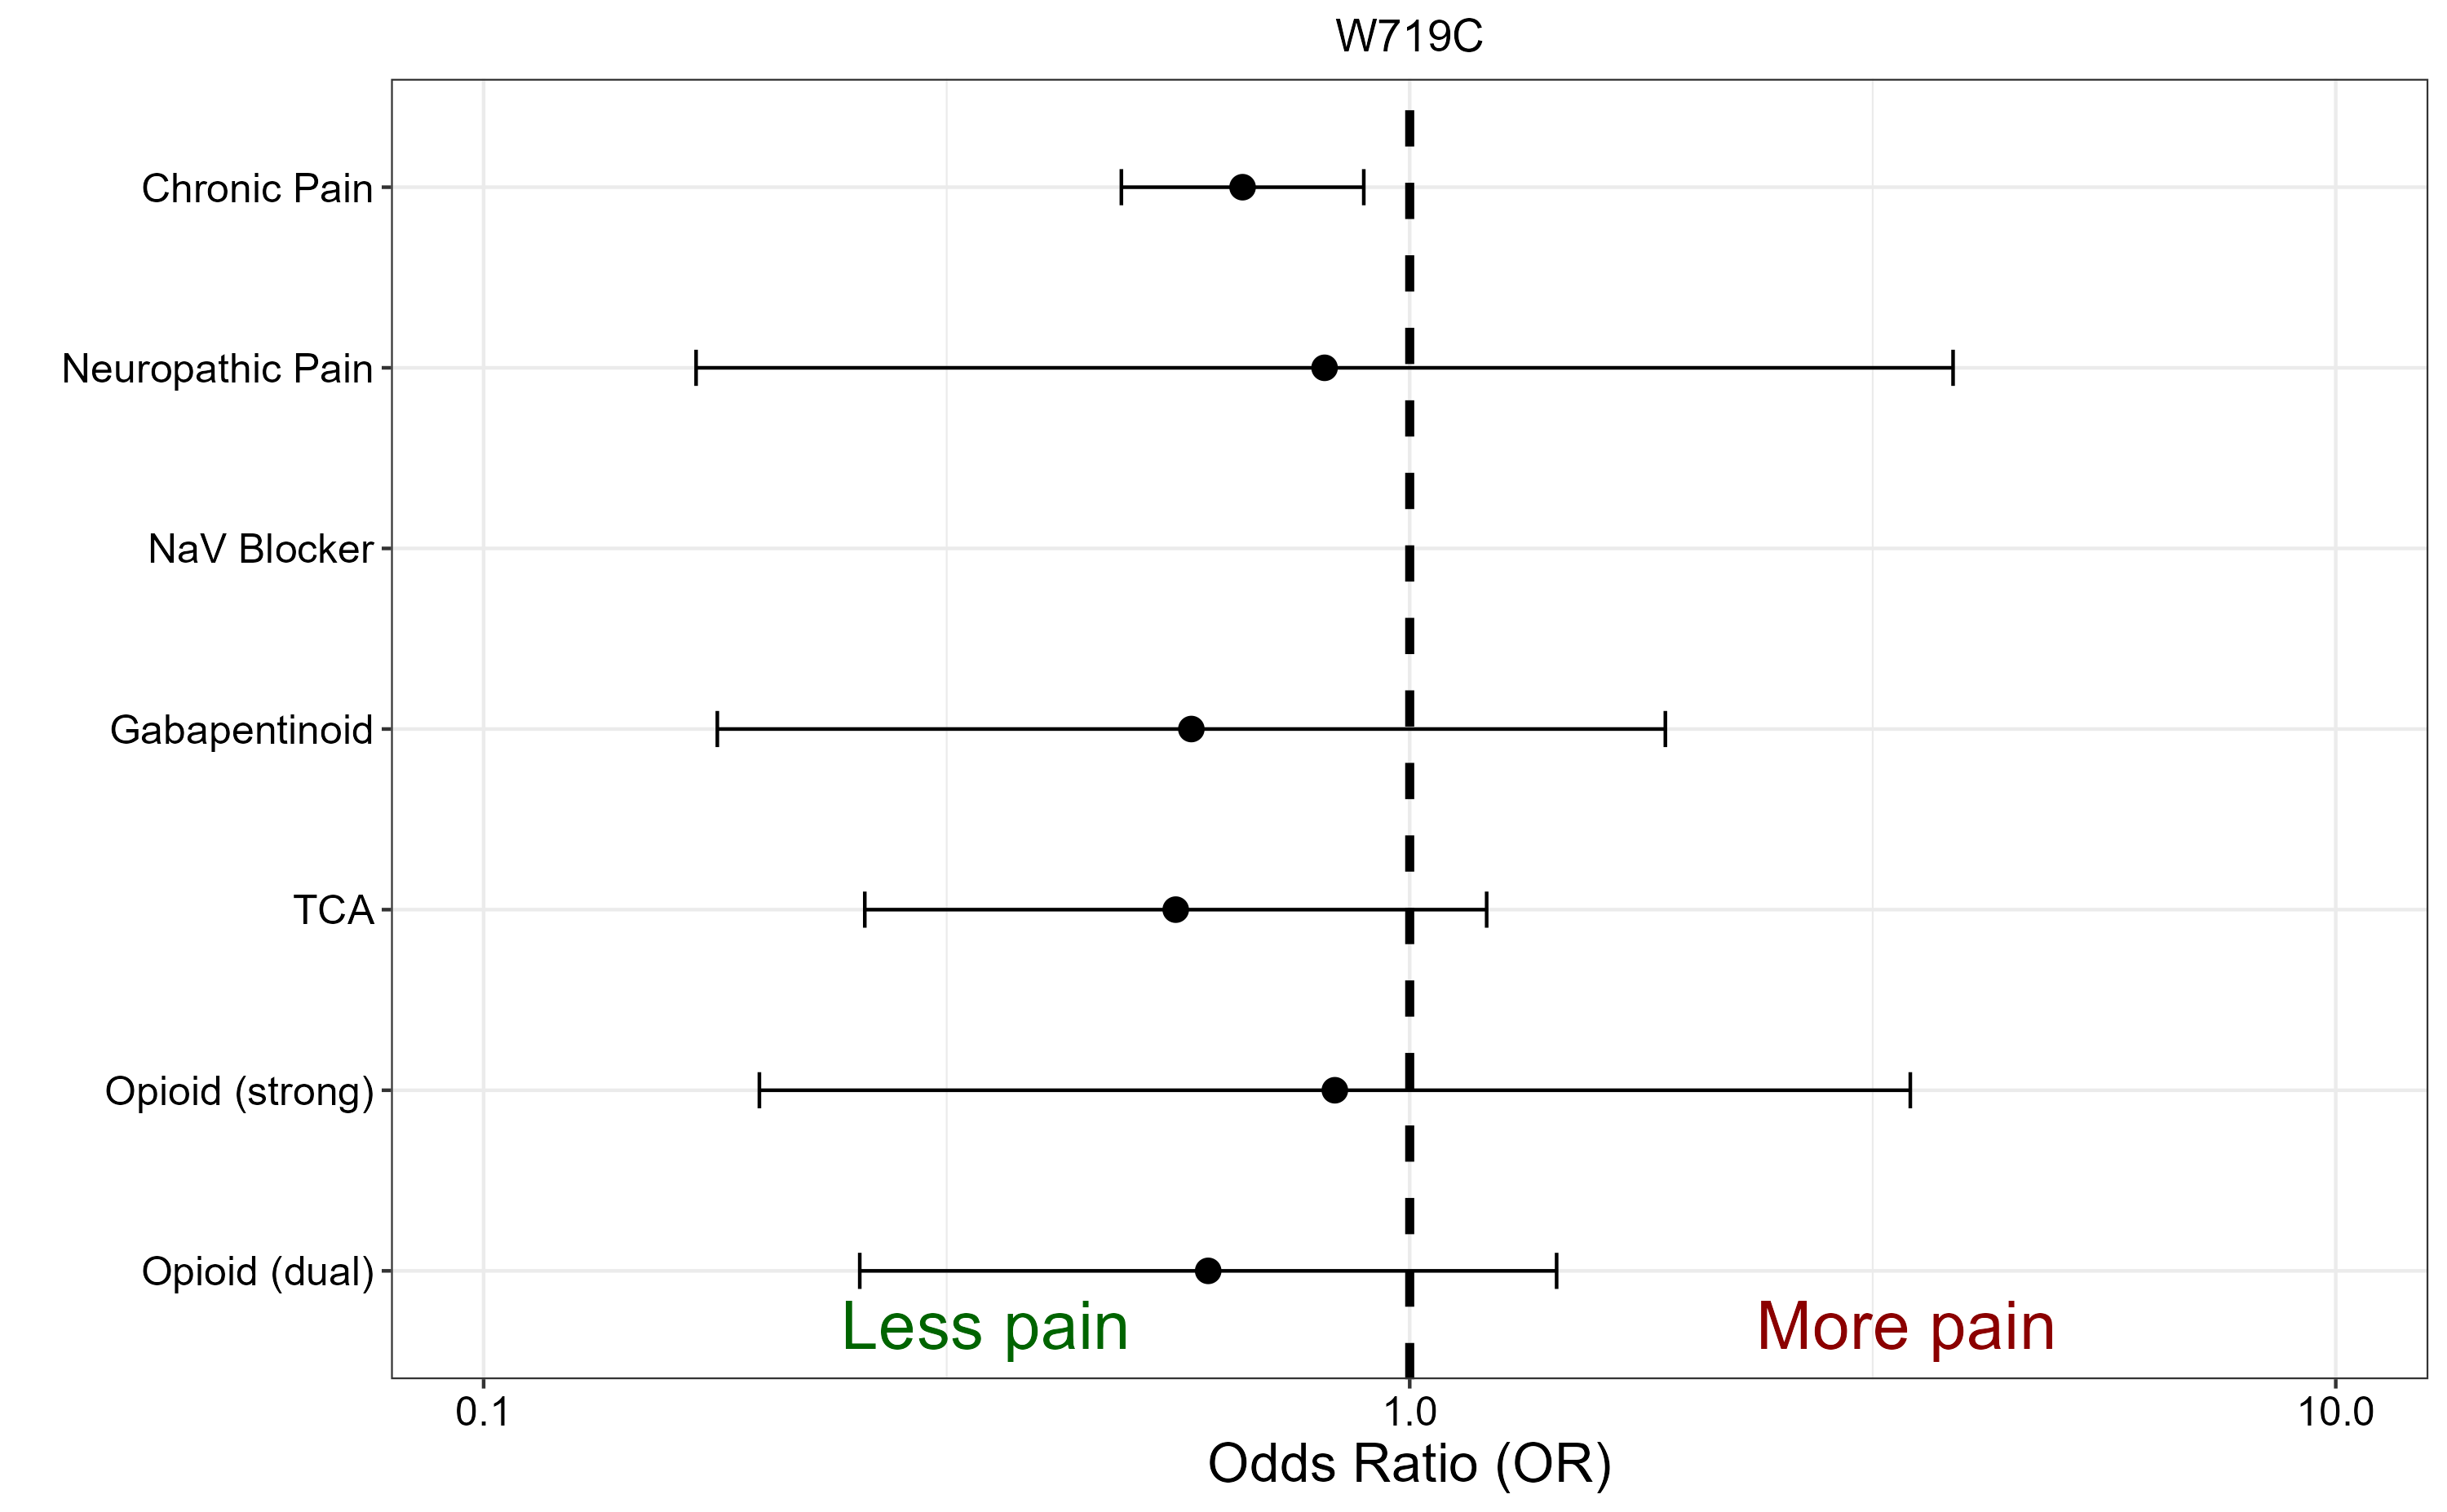 W719C
Chronic Pain
Neuropathic Pain
NaV Blocker
Gabapentinoid
TCA
Opioid (strong)
Opioid (dual)
Less pain
More pain
0.1
1.0
10.0
Odds Ratio (OR)